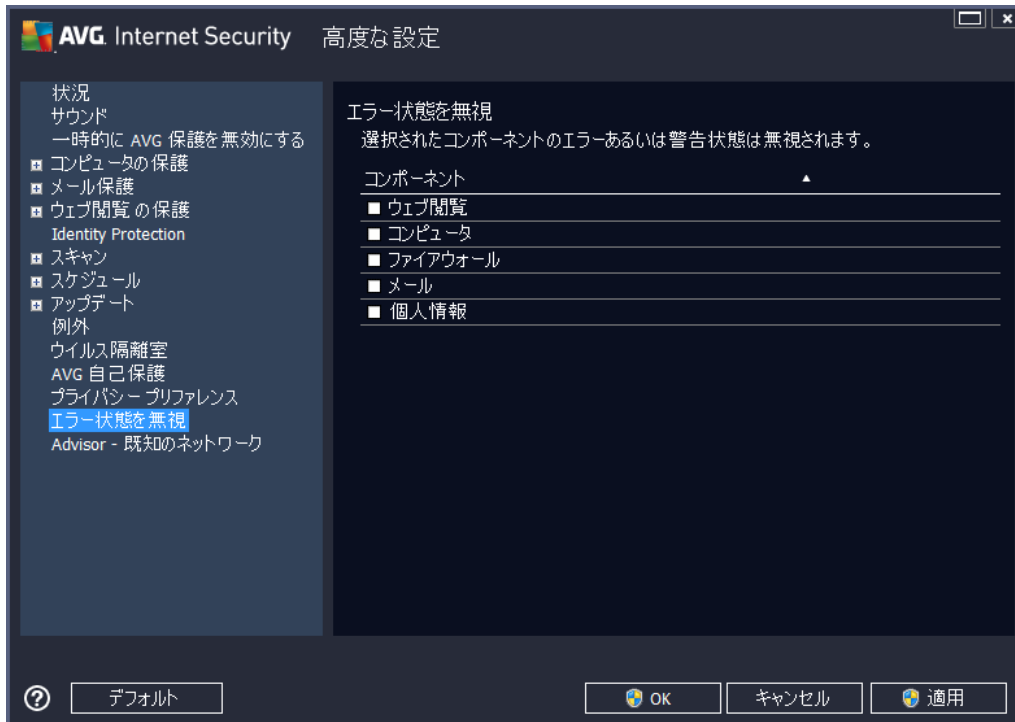 AVG. Internet Security 高度な設定
状況
サウンド
一時的に AVG 保護を無効にする
コンピュータの保護
メール保護
ウェブ閲覧 の保護
Identity Protection
スキャン
スケジュール
アップデート
例外
ウイルス隔離室
AVG 自己保護
プライバシー プリファレンス
エラー状態を無視
Advisor - 既知のネットワーク
エラー状態を無視
選択されたコンポーネントのエラーあるいは警告状態は無視されます。
コンポーネント
ウェブ閲覧
コンピュータ
ファイアウォール
メール
個人情報
デフォルト
OK
キャンセル
適用